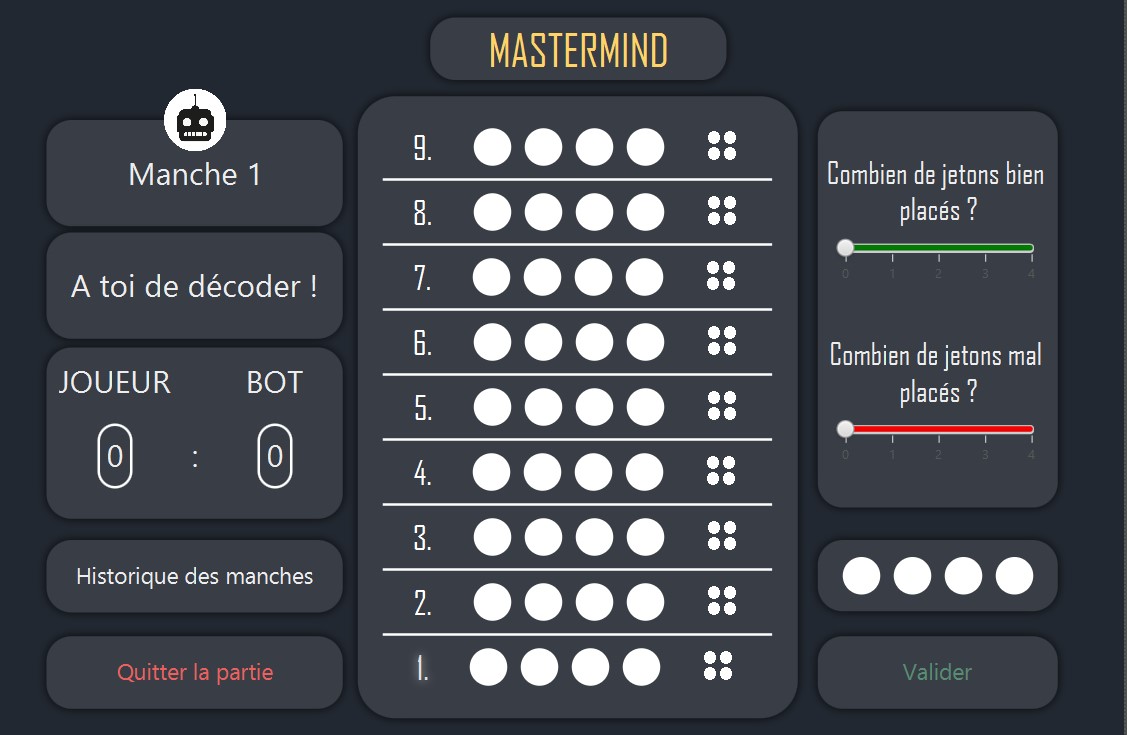 MASTERMIND
Manche 1
A toi de décoder !
JOUEUR BOT
0 : 0
Historique des manches
Quitter la partie
9.
8.
7.
6.
5.
4.
3.
2.
1.
Combien de jetons bien
placés ?
0 1 2 3 4
Combien de jetons mal
placés ?
0 1 2 3 4
Valider